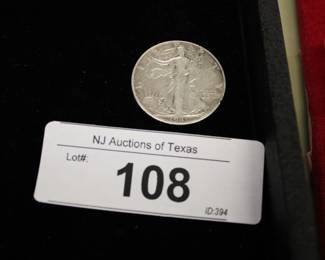 NJ Auctions of Texas
Lot#:
108
ID:394